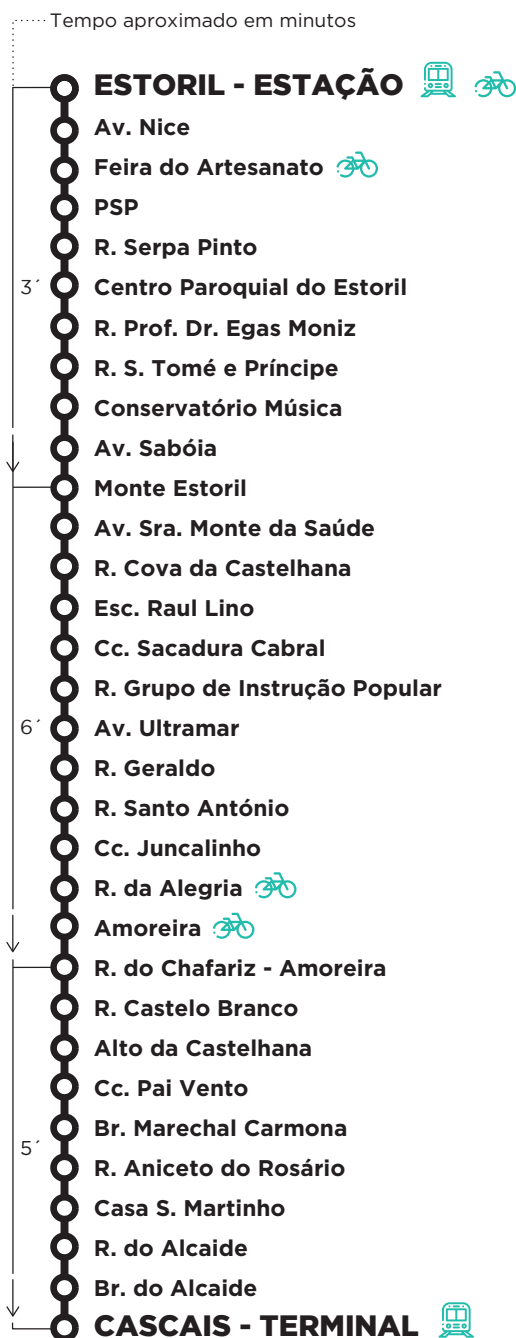 Tempo aproximado em minutos
ESTORIL - ESTAÇÃO
Av. Nice
Feira do Artesanato
PSP
R. Serpa Pinto
3´ Centro Paroquial do Estoril
R. Prof. Dr. Egas Moniz
R. S. Tomé e Príncipe
Conservatório Música
Av. Sabóia
Monte Estoril
Av. Sra. Monte da Saúde
R. Cova da Castelhana
Esc. Raul Lino
Cc. Sacadura Cabral
R. Grupo de Instrução Popular
6´ Av. Ultramar
R. Geraldo
R. Santo António
Cc. Juncalinho
R. da Alegria
Amoreira
R. do Chafariz - Amoreira
R. Castelo Branco
Alto da Castelhana
Cc. Pai Vento
Br. Marechal Carmona
5´
R. Aniceto do Rosário
Casa S. Martinho
R. do Alcaide
Br. do Alcaide
CASCAIS - TERMINAL